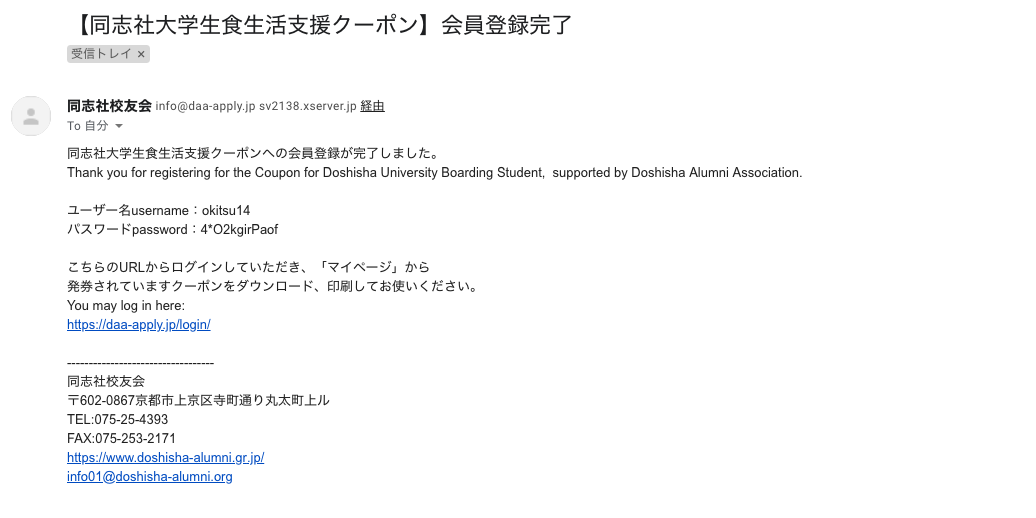 【同志社大学生食生活支援クーポン】会員登録完了
受信トレイ ×
同志社校友会 info@daa-apply.jp sv2138.xserver.jp 経由
To 自分
同志社大学生食生活支援クーポンへの会員登録が完了しました。
Thank you for registering for the Coupon for Doshisha University Boarding Student,  supported by Doshisha Alumni Association.
ユーザー名username：okitsu14
パスワードpassword：4*O2kgirPaof
こちらのURLからログインしていただき、「マイページ」から
発券されていますクーポンをダウンロード、印刷してお使いください。
You may log in here:
https://daa-apply.jp/login/
----------------------------------
同志社校友会
〒602-0867京都市上京区寺町通り丸太町上ル
TEL:075-25-4393
FAX:075-253-2171
https://www.doshisha-alumni.gr.jp/
info01@doshisha-alumni.org